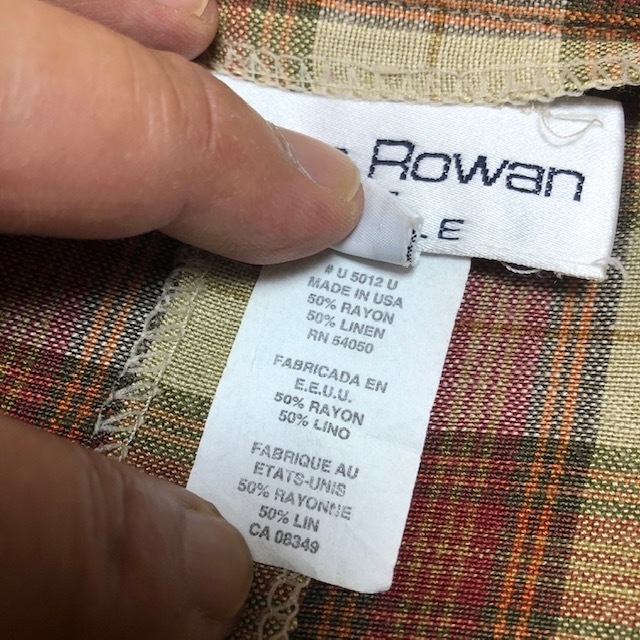 Rowan
LE
# U 5012 U
MADE IN USA
50% RAYON
50% LINEN
RN 54050
FABRICADA EN
E.E.U.U.
50% RAYON
50% LINO
FABRIQUE AU
ETATS-UNIS
50% RAYONNE
50% LIN
CA 08349